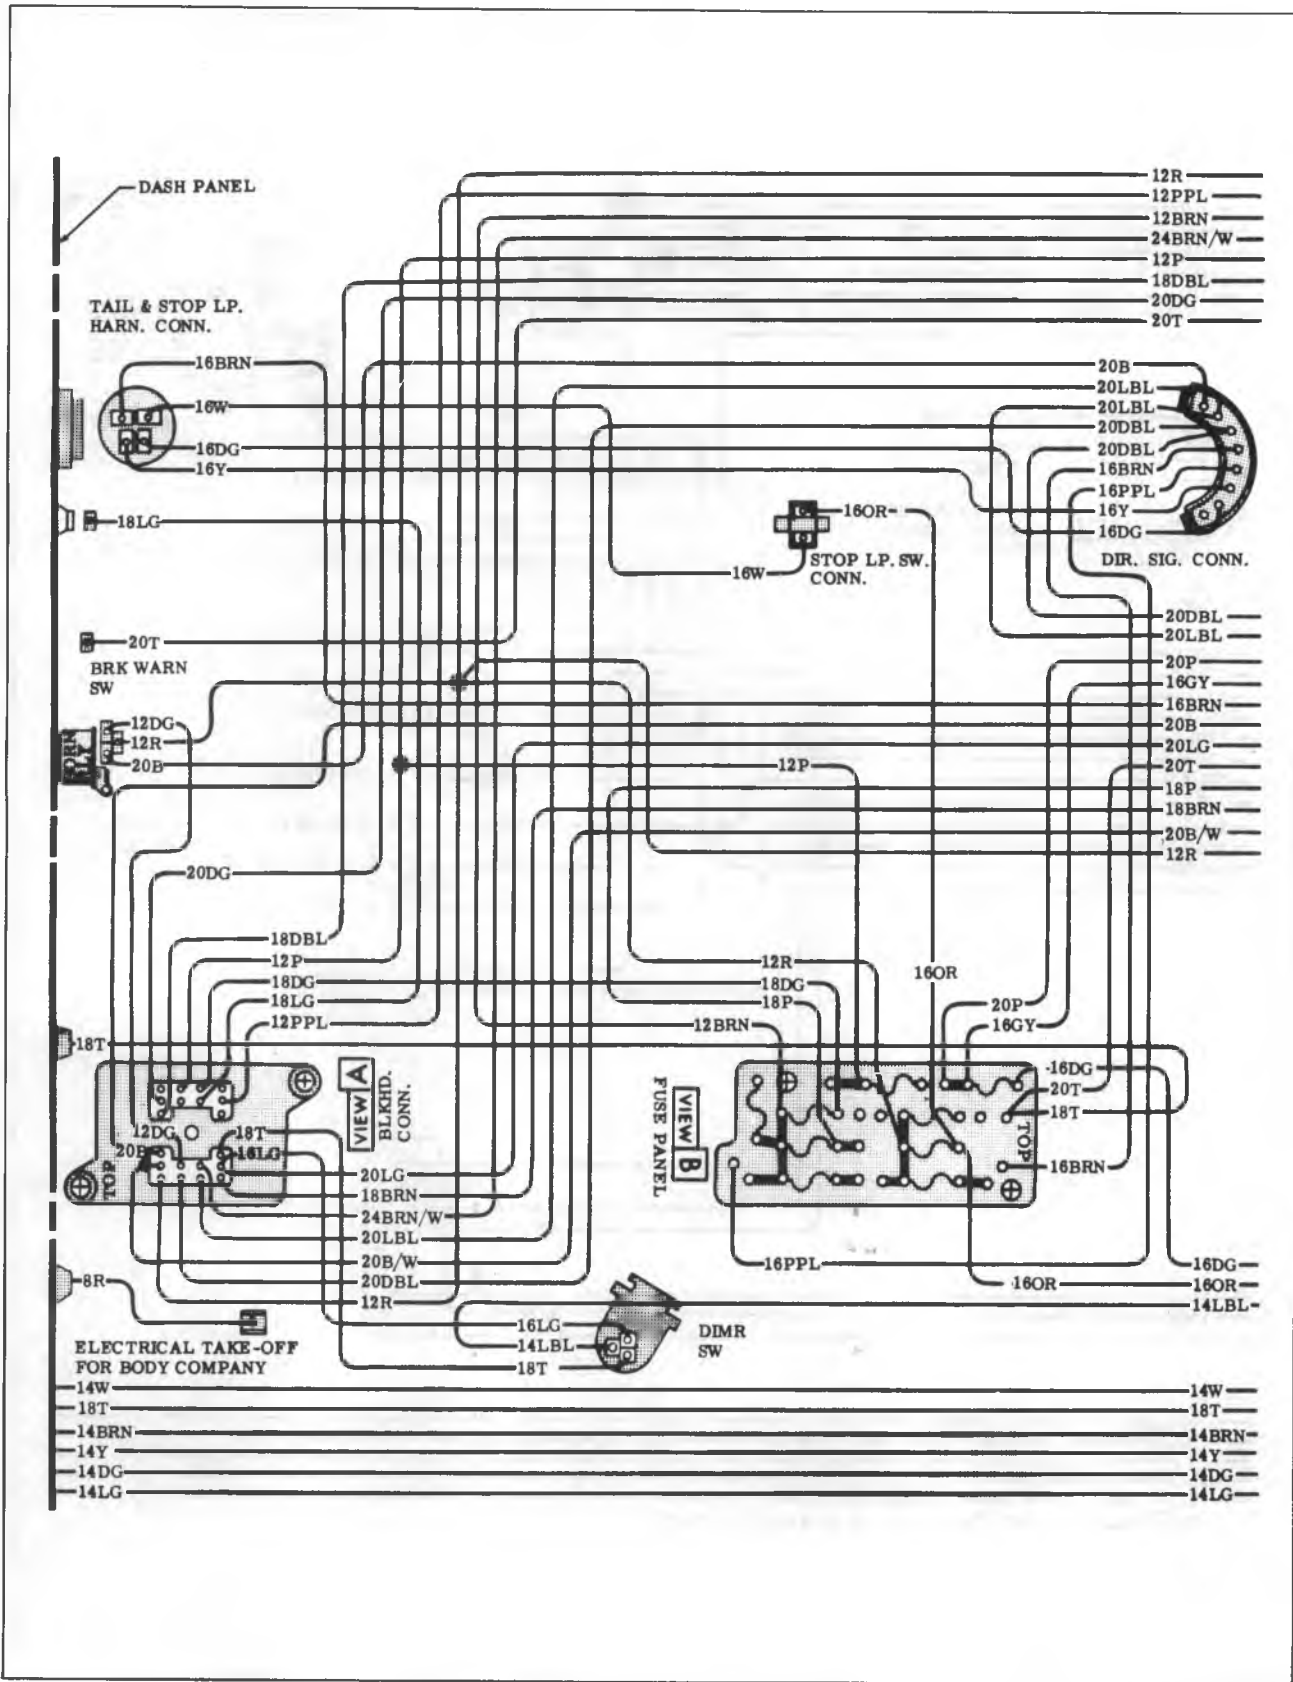 DASH PANEL
12R
12PPL
12BRN
24BRN/W
12P
18DBL
20DG
20T
TAIL & STOP LP.
HARN. CONN.
16BRN
16W
16DG
16Y
20B
20LBL
20LBL
20DBL
20DBL
16BRN
16PPL
16Y
16DG
DIR. SIG. CONN.
18LG
16OR
16W
STOP LP. SW.
CONN.
20T
BRK WARN
SW
20DBL
20LBL
20P
16GY
16BRN
20B
20LG
20T
18P
18BRN
20B/W
12R
12DG
12R
20B
HORN
RLY
12P
20DG
18DBL
12P
18DG
18LG
12PPL
12R
18DG
18P
12BRN
16OR
20P
16GY
18T
VIEW A
BLKHD.
CONN.
TOP
12DG
20B
18T
16LG
20LG
18BRN
24BRN/W
20LBL
20B/W
20DBL
12R
VIEW B
FUSE PANEL
TOP
16DG
20T
18T
16BRN
16PPL
16DG
16OR
16OR
14LBL
8R
ELECTRICAL TAKE-OFF
FOR BODY COMPANY
16LG
14LBL
18T
DIMR
SW
14W
14W
18T
18T
14BRN
14BRN
14Y
14Y
14DG
14DG
14LG
14LG